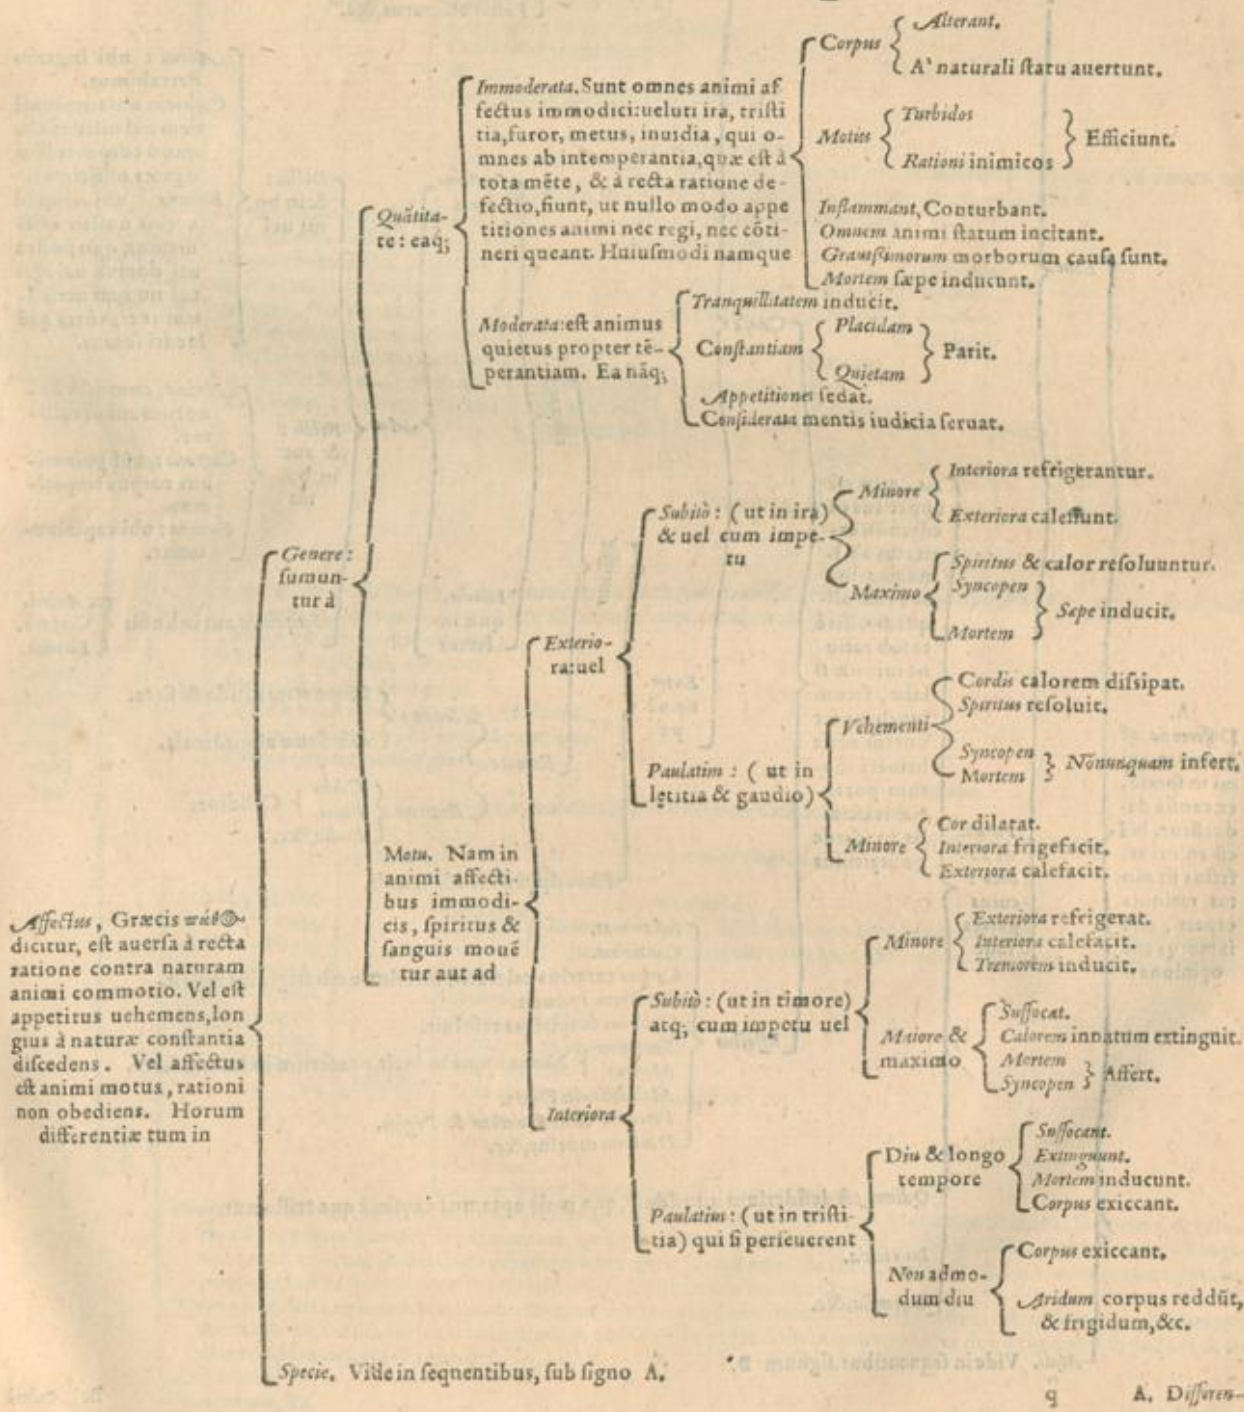 Affectus, Græcis πάθος
dicitur, est auersa à recta
ratione contra naturam
animi commotio. Vel est
appetitus uehemens, lon
gius à naturæ constantia
discedens. Vel affectus
est animi motus, rationi
non obediens. Horum
differentiæ tum in
Genere:
sumun-
tur à
Quãtita-
te: eaq;
Immoderata. Sunt omnes animi af
fectus immodici: ueluti ira, tristi
tia, furor, metus, inuidia, qui o-
mnes ab intemperantia, quæ est à
tota mẽte, & à recta ratione de-
fectio, fiunt, ut nullo modo appe
titiones animi nec regi, nec cõti-
neri queant. Huiusmodi namque
Corpus
Alterant.
A' naturali statu auertunt.
Motus
Turbidos
Rationi inimicos
Efficiunt.
Inflammant, Conturbant.
Omnem animi statum incitant.
Grauissimorum morborum causa sunt.
Mortem sæpe inducunt.
Moderata: est animus
quietus propter tẽ-
perantiam. Ea nãq;
Tranquillitatem inducit.
Constantiam
Placidam
Quietam
Parit.
Appetitiones sedat.
Considerata mentis iudicia seruat.
Motu. Nam in
animi affecti-
bus immodi-
cis, spiritus &
sanguis mouẽ
tur aut ad
Exterio-
ra: uel
Subitò: (ut in ira)
& uel cum impe-
tu
Minore
Interiora refrigerantur.
Exteriora calefiunt.
Maximo
Spiritus & calor resoluuntur.
Syncopen
Mortem
Sæpe inducit.
Paulatim: (ut in
lętitia & gaudio)
Vehementi
Cordis calorem dissipat.
Spiritus resoluit.
Syncopen
Mortem
Nõnunquam infert.
Minore
Cor dilatat.
Interiora frigefacit.
Exteriora calefacit.
Interiora
Subitò: (ut in timore)
atq; cum impetu uel
Minore
Exteriora refrigerat.
Interiora calefacit.
Tremorem inducit.
Maiore &
maximo
Suffocat.
Calorem innatum extinguit.
Mortem
Syncopen
Affert.
Paulatim: (ut in tristi-
tia) qui si perseuerent
Diu & longo
tempore
Suffocant.
Extinguunt.
Mortem inducunt.
Corpus exiccant.
Non admo-
dum diu
Corpus exiccant.
Aridum corpus reddũt,
& frigidum, &c.
Specie. Vide in seqnentibus, sub signo A.
q
A. Differen-